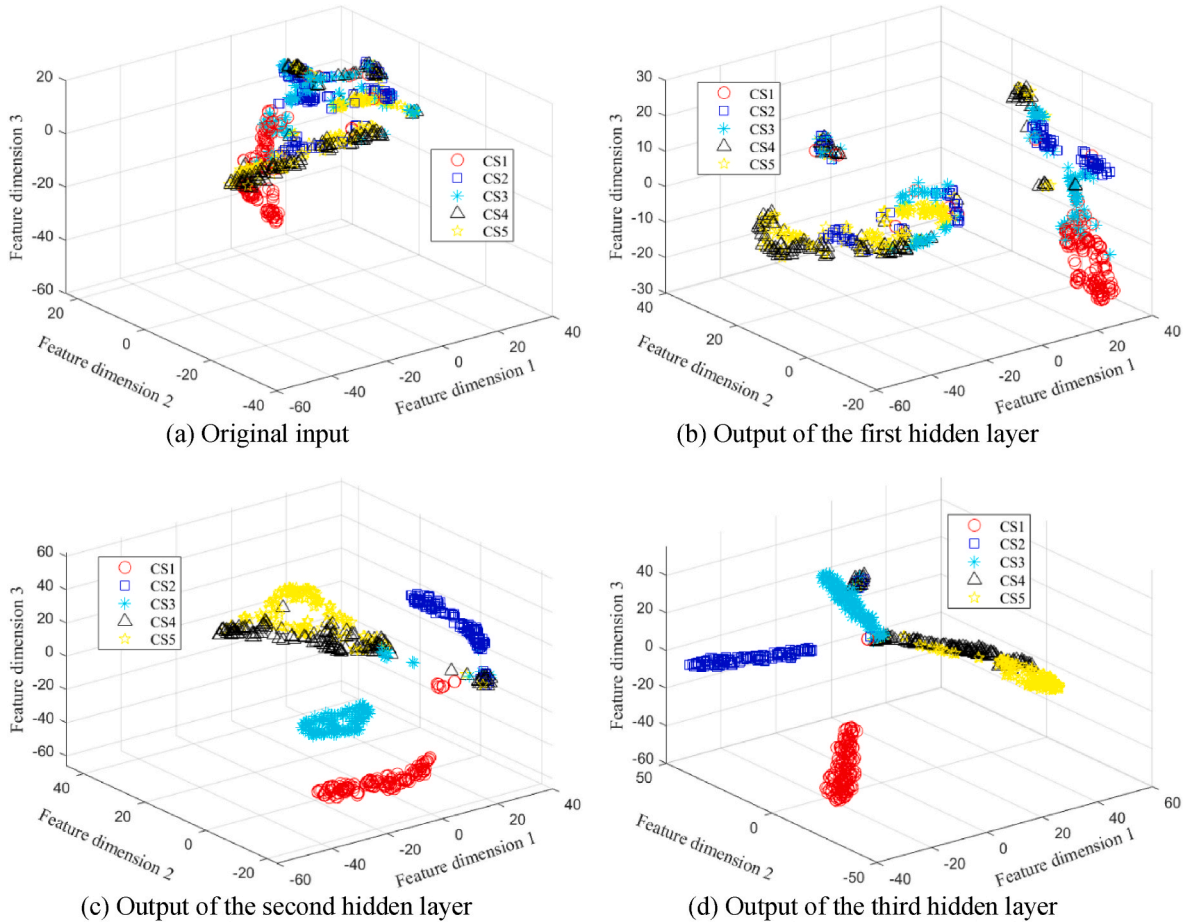 20
0
-20
-40
-60
Feature dimension 3
20
0
-20
-40
Feature dimension 2
-60
-40
-20
0
20
40
Feature dimension 1
CS1
CS2
CS3
CS4
CS5
(a) Original input
30
20
10
0
-10
-20
-30
Feature dimension 3
40
20
0
-20
Feature dimension 2
-60
-40
-20
0
20
40
Feature dimension 1
CS1
CS2
CS3
CS4
CS5
(b) Output of the first hidden layer
60
40
20
0
-20
-40
-60
Feature dimension 3
40
20
0
-20
Feature dimension 2
-60
-40
-20
0
20
40
Feature dimension 1
CS1
CS2
CS3
CS4
CS5
(c) Output of the second hidden layer
40
20
0
-20
-40
-60
Feature dimension 3
50
0
-50
Feature dimension 2
-40
-20
0
20
40
60
Feature dimension 1
CS1
CS2
CS3
CS4
CS5
(d) Output of the third hidden layer